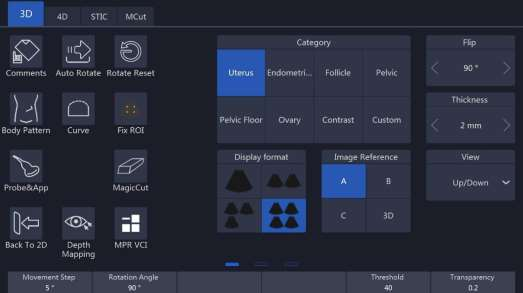 3D 4D STIC MCut
Comments Auto Rotate Rotate Reset
Body Pattern Curve Fix ROI
Probe&App MagicCut
Back To 2D Depth Mapping MPR VCI
Category
Uterus Endometri... Follicle Pelvic
Pelvic Floor Ovary Contrast Custom
Display format
Image Reference
A B
C 3D
Flip
90 °
Thickness
2 mm
View
Up/Down
Movement Step Rotation Angle Threshold Transparency
5 ° 90 ° 40 0.2